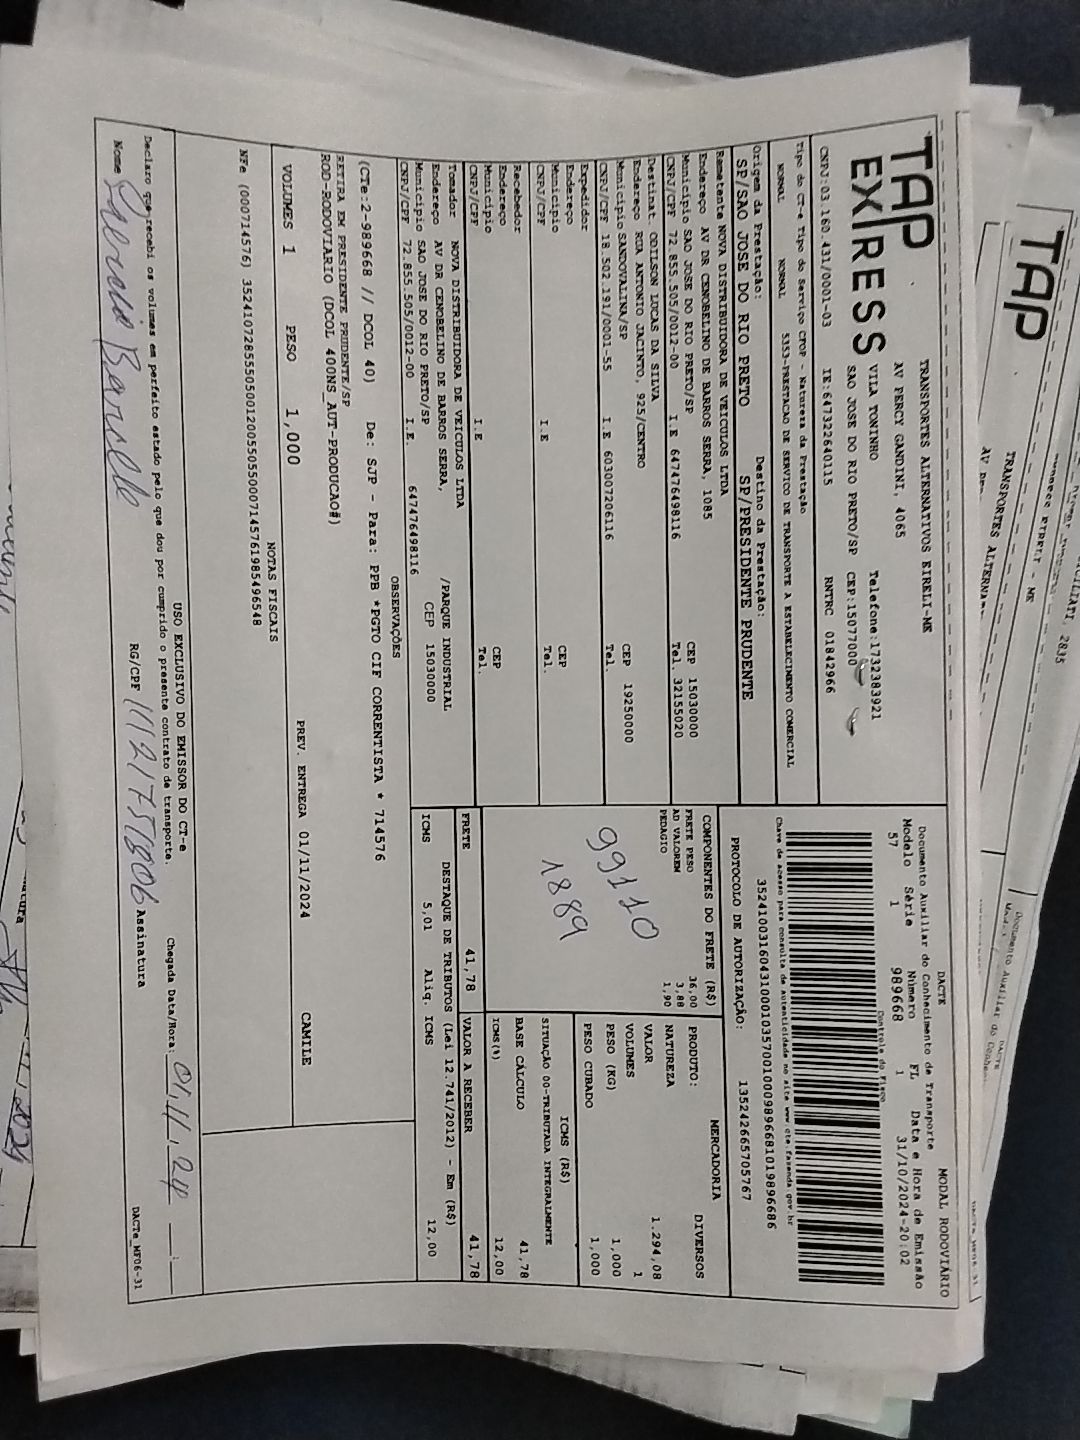 TAP
EXPRESS
TRANSPORTES ALTERNATIVOS EIRELI-ME
AV PERCY GANDINI, 4065
VILA TONINHO Telefone:1732383921
SAO JOSE DO RIO PRETO/SP CEP:15077000
CNPJ:03.160.431/0001-03 IE:647322640115 RNTRC 01842966
Tipo do CT-e Tipo do Serviço CFOP - Natureza da Prestação
NORMAL NORMAL 5353-PRESTACAO DE SERVICO DE TRANSPORTE A ESTABELECIMENTO COMERCIAL
Origem da Prestação: Destino da Prestação:
SP/SAO JOSE DO RIO PRETO SP/PRESIDENTE PRUDENTE
Remetente NOVA DISTRIBUIDORA DE VEICULOS LTDA
Endereço AV DR CENOBELINO DE BARROS SERRA, 1085
Município SAO JOSE DO RIO PRETO/SP CEP 15030000
CNPJ/CPF 72.855.505/0012-00 I.E 647476498116 Tel. 32155020
Destinat ODILSON LUCAS DA SILVA
Endereço RUA ANTONIO JACINTO, 925/CENTRO
Município SANDOVALINA/SP CEP 19250000
CNPJ/CPF 18.502.191/0001-55 I.E 603007206116 Tel.
Expedidor
Endereço
Município CEP
CNPJ/CPF I.E Tel.
Recebedor
Endereço
Município CEP
CNPJ/CPF I.E Tel.
Tomador NOVA DISTRIBUIDORA DE VEICULOS LTDA
Endereço AV DR CENOBELINO DE BARROS SERRA, /PARQUE INDUSTRIAL
Município SAO JOSE DO RIO PRETO/SP CEP 15030000
CNPJ/CPF 72.855.505/0012-00 I.E. 647476498116
DACTE MODAL RODOVIÁRIO
Documento Auxiliar do Conhecimento de Transporte
Modelo Série Número FL Data e Hora de Emissão
57 1 989668 1 31/10/2024-20:02
Controle do Fisco
Chave de acesso para consulta de autenticidade no site www.cte.fazenda.gov.br
PROTOCOLO DE AUTORIZAÇÃO: 135242665705767
COMPONENTES DO FRETE (R$)
FRETE PESO 36,00
AD VALOREM 3,88
PEDAGIO 1,90
99110
1889
MERCADORIA
PRODUTO: DIVERSOS
NATUREZA
VALOR 1.294,08
VOLUMES 1
PESO (KG) 1,000
PESO CUBADO 1,000
ICMS (R$)
SITUAÇÃO 00-TRIBUTADA INTEGRALMENTE
BASE CÁLCULO 41,78
ICMS(%) 12,00
FRETE 41,78 VALOR A RECEBER 41,78
DESTAQUE DE TRIBUTOS (Lei 12.741/2012) - Em (R$)
ICMS 5,01 Aliq. ICMS 12,00
OBSERVAÇÕES
(CTe:2-989668 // DCOL 40) De: SJP - Para: PPB *PGTO CIF CORRENTISTA * 714576
RETIRA EM PRESIDENTE PRUDENTE/SP
ROD-RODOVIARIO (DCOL 400NS_AUT-PRODUCAO#)
VOLUMES 1 PESO 1,000 PREV. ENTREGA 01/11/2024 CAMILE
NOTAS FISCAIS
USO EXCLUSIVO DO EMISSOR DO CT-e
Declaro que recebi os volumes em perfeito estado pelo que dou por cumprido o presente contrato de transporte.
Chegada Data/Hora: 01.11.24
Nome RG/CPF Assinatura
DACTe_MF06-31
TAP